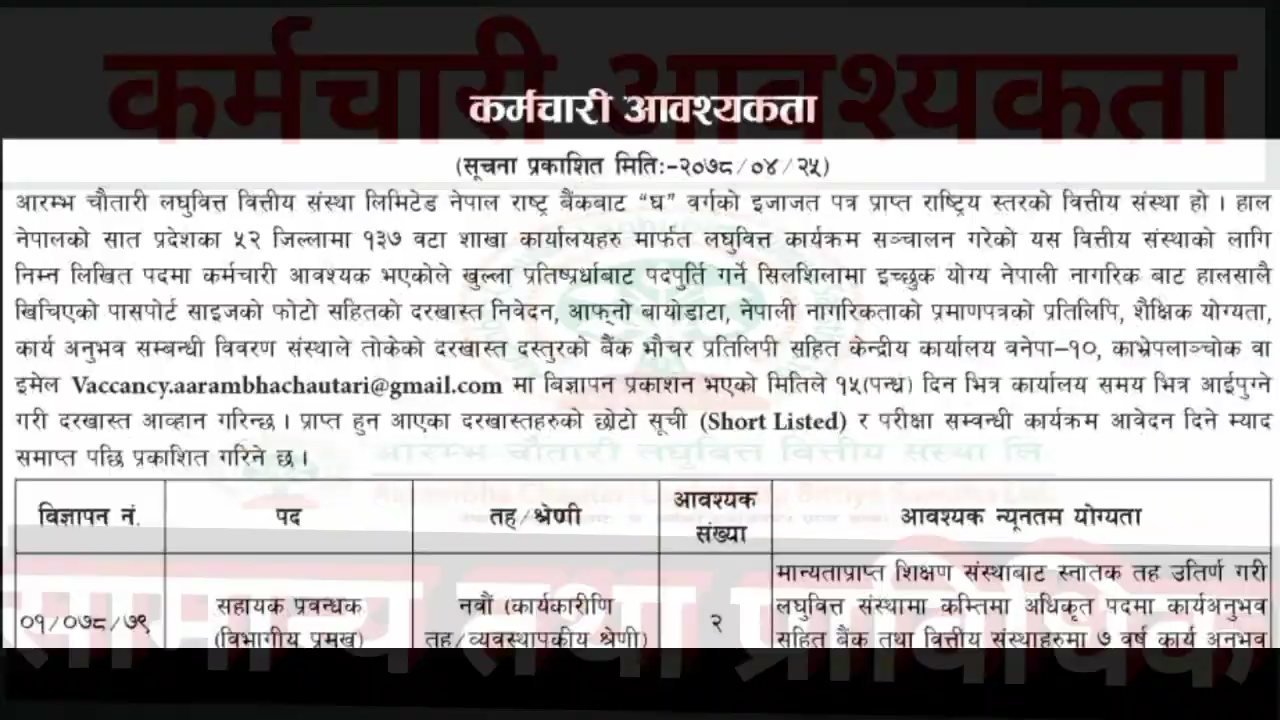 कर्मचारी आवश्यकता
कर्मचारी आवश्यकता
(सूचना प्रकाशित मितिः-२०७८/०४/२५)
आरम्भ चौतारी लघुवित्त वित्तीय संस्था लिमिटेड नेपाल राष्ट्र बैंकबाट “घ” वर्गको इजाजत पत्र प्राप्त राष्ट्रिय स्तरको वित्तीय संस्था हो । हाल
नेपालको सात प्रदेशका ५२ जिल्लामा १३७ वटा शाखा कार्यालयहरु मार्फत लघुवित्त कार्यक्रम सञ्चालन गरेको यस वित्तीय संस्थाको लागि
निम्न लिखित पदमा कर्मचारी आवश्यक भएकोले खुल्ला प्रतिष्प्रर्धाबाट पदपुर्ति गर्ने सिलशिलामा इच्छुक योग्य नेपाली नागरिक बाट हालसालै
खिचिएको पासपोर्ट साइजको फोटो सहितको दरखास्त निवेदन, आफ्नो बायोडाटा, नेपाली नागरिकताको प्रमाणपत्रको प्रतिलिपि, शैक्षिक योग्यता,
कार्य अनुभव सम्बन्धी विवरण संस्थाले तोकेको दरखास्त दस्तुरको बैंक भौचर प्रतिलिपी सहित केन्द्रीय कार्यालय वनेपा–१०, काभ्रेपलाञ्चोक वा
इमेल Vaccancy.aarambhachautari@gmail.com मा बिज्ञापन प्रकाशन भएको मितिले १५(पन्ध्र) दिन भित्र कार्यालय समय भित्र आईपुग्ने
गरी दरखास्त आव्हान गरिन्छ । प्राप्त हुन आएका दरखास्तहरुको छोटो सूची (Short Listed) र परीक्षा सम्वन्धी कार्यक्रम आवेदन दिने म्याद
समाप्त पछि प्रकाशित गरिने छ ।
आरम्भ चौतारी लघुवित्त वित्तीय संस्था लि
बिज्ञापन नं. पद तह/श्रेणी आवश्यक संख्या आवश्यक न्यूनतम योग्यता
०१/०७८/७९ सहायक प्रवन्धक (विभागीय प्रमुख) नवौं (कार्यकारीणि तह/व्यवस्थापकीय श्रेणी) २ मान्यताप्राप्त शिक्षण संस्थाबाट स्नातक तह उतिर्ण गरी
लघुवित्त संस्थामा कम्तिमा अधिकृत पदमा कार्यअनुभव
सहित बैंक तथा वित्तीय संस्थाहरुमा ७ वर्ष कार्य अनुभव
सामान्य तथा प्राविधिक